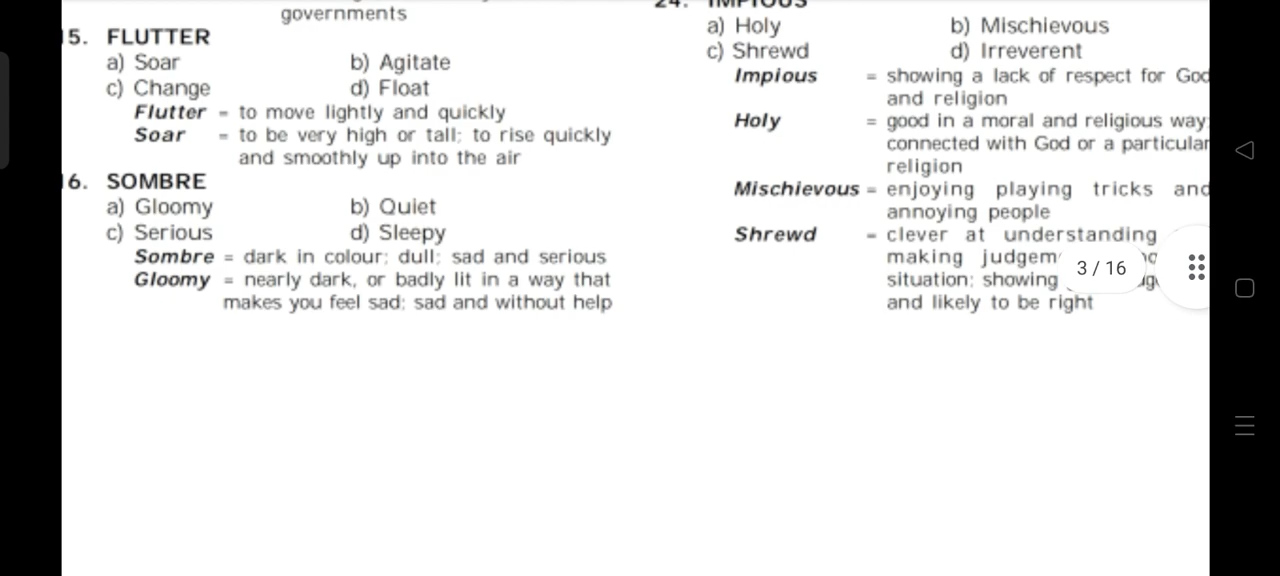 governments
15. FLUTTER
a) Soar b) Agitate
c) Change d) Float
Flutter = to move lightly and quickly
Soar = to be very high or tall; to rise quickly
and smoothly up into the air
16. SOMBRE
a) Gloomy b) Quiet
c) Serious d) Sleepy
Sombre = dark in colour; dull; sad and serious
Gloomy = nearly dark, or badly lit in a way that
makes you feel sad; sad and without help
24. IMPIOUS
a) Holy b) Mischievous
c) Shrewd d) Irreverent
Impious = showing a lack of respect for God
and religion
Holy = good in a moral and religious way;
connected with God or a particular
religion
Mischievous = enjoying playing tricks and
annoying people
Shrewd = clever at understanding
making
situation; showing
and likely to be right
3 / 16